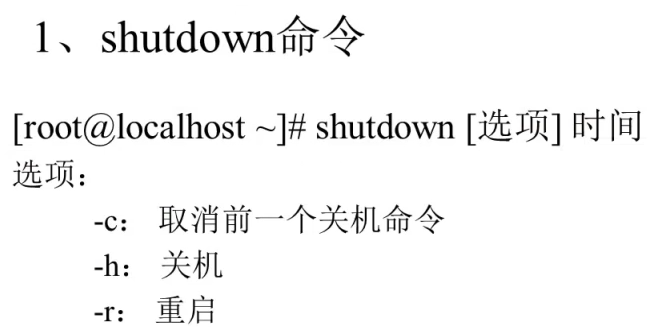 1、shutdown命令
[root@localhost ~]# shutdown [选项] 时间
选项：
-c： 取消前一个关机命令
-h： 关机
-r： 重启